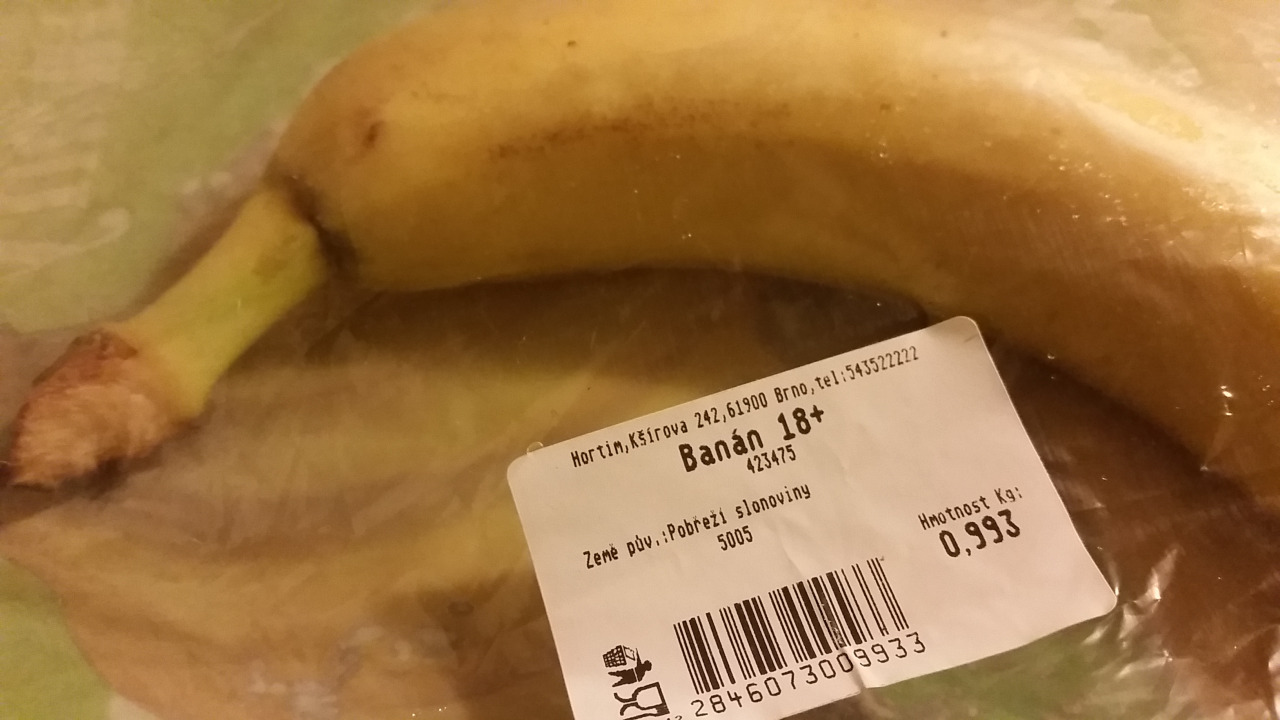 Hortim,Kšírova 242,61900 Brno,tel:543522222
Banán 18+
423475
Země pův.:Pobřeží slonoviny
5005
Hmotnost Kg:
0,993
2846073009933